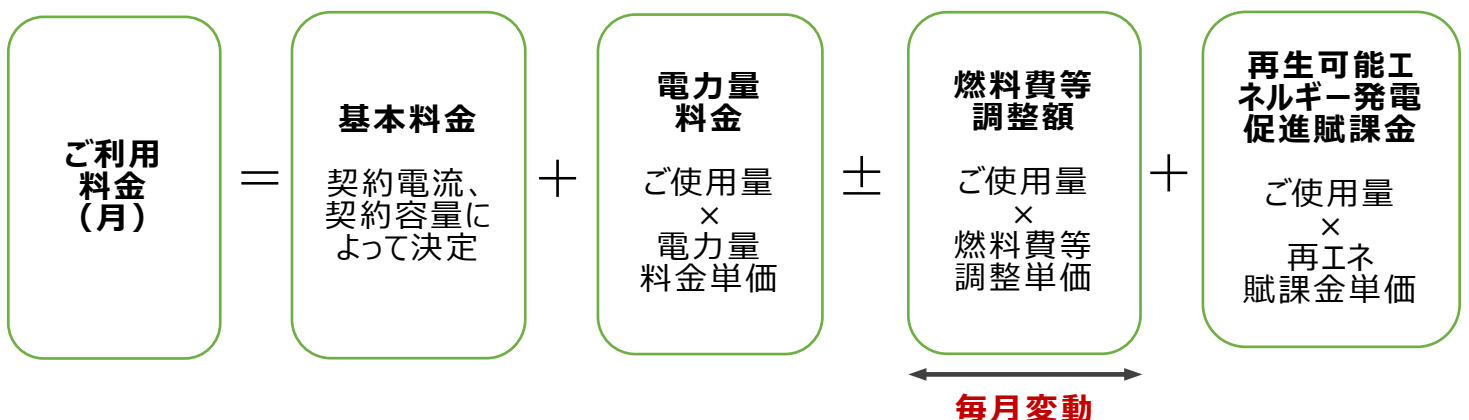 ご利用
料金
（月）
＝
基本料金
契約電流、
契約容量に
よって決定
＋
電力量
料金
ご使用量
×
電力量
料金単価
±
燃料費等
調整額
ご使用量
×
燃料費等
調整単価
＋
再生可能エ
ネルギー発電
促進賦課金
ご使用量
×
再エネ
賦課金単価
毎月変動